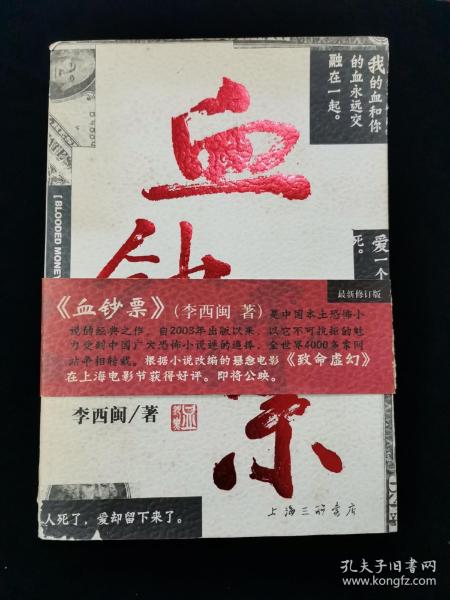 我的血和你
的血永远交
融在一起。
[BLOODED MONEY
爱一个
死。
血
钞
票
最新修订版
《血钞票》(李西闽 著)是中国本土恐怖小
说的经典之作，自2003年出版以来，以它不可抗拒的魅
力受到中国广大恐怖小说迷的追捧，全世界4000多家网
站争相转载。根据小说改编的悬念电影《致命虚幻》
在上海电影节获得好评。即将公映。
李西闽/著
人死了，爱却留下来了。
上海三联书店
孔夫子旧书网
www.kongfz.com